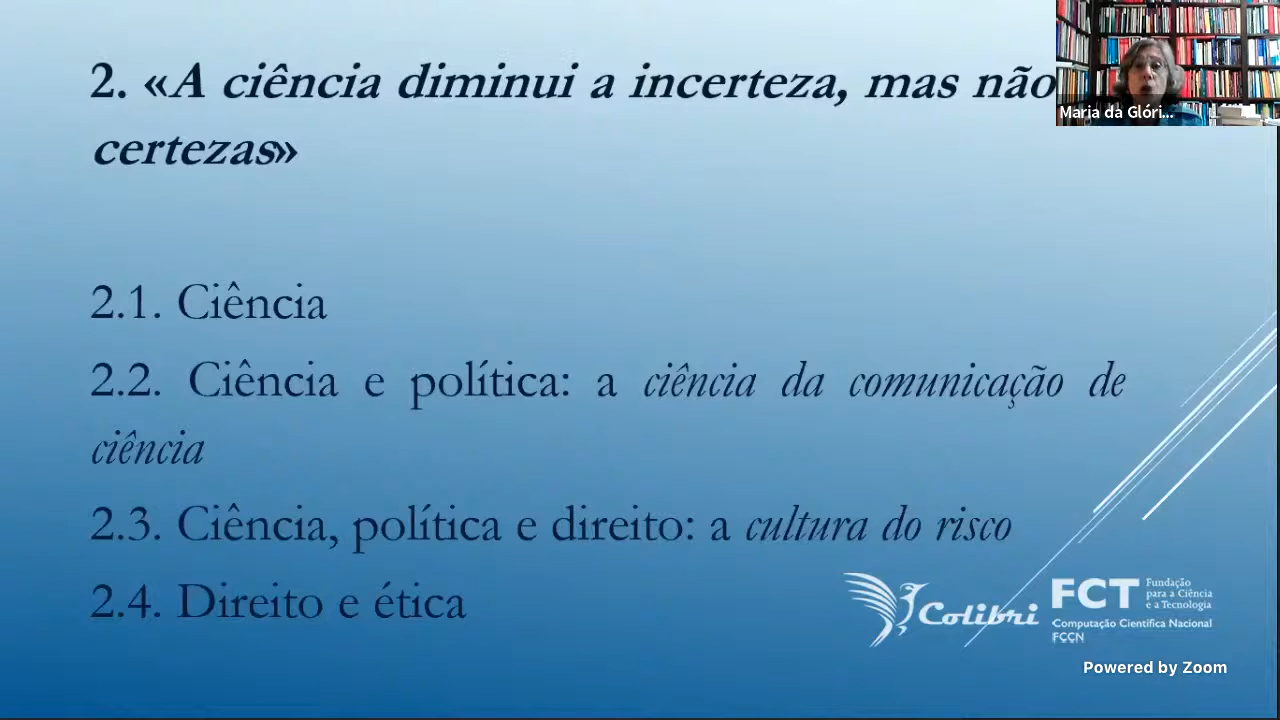 2. «A ciência diminui a incerteza, mas não
certezas»
Maria da Glóri...
2.1. Ciência
2.2. Ciência e política: a ciência da comunicação de
ciência
2.3. Ciência, política e direito: a cultura do risco
2.4. Direito e ética
Colibri
FCT
Fundação
para a Ciência
e a Tecnologia
Computação Científica Nacional
FCCN
Powered by Zoom